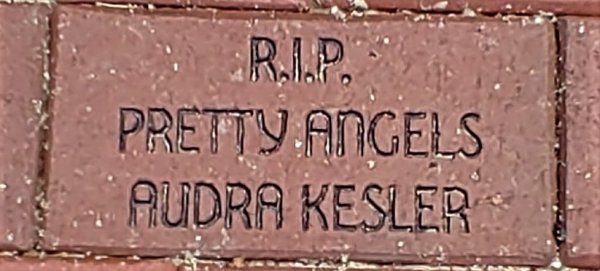 R.I.P.
PRETTY ANGELS
AUDRA KESLER